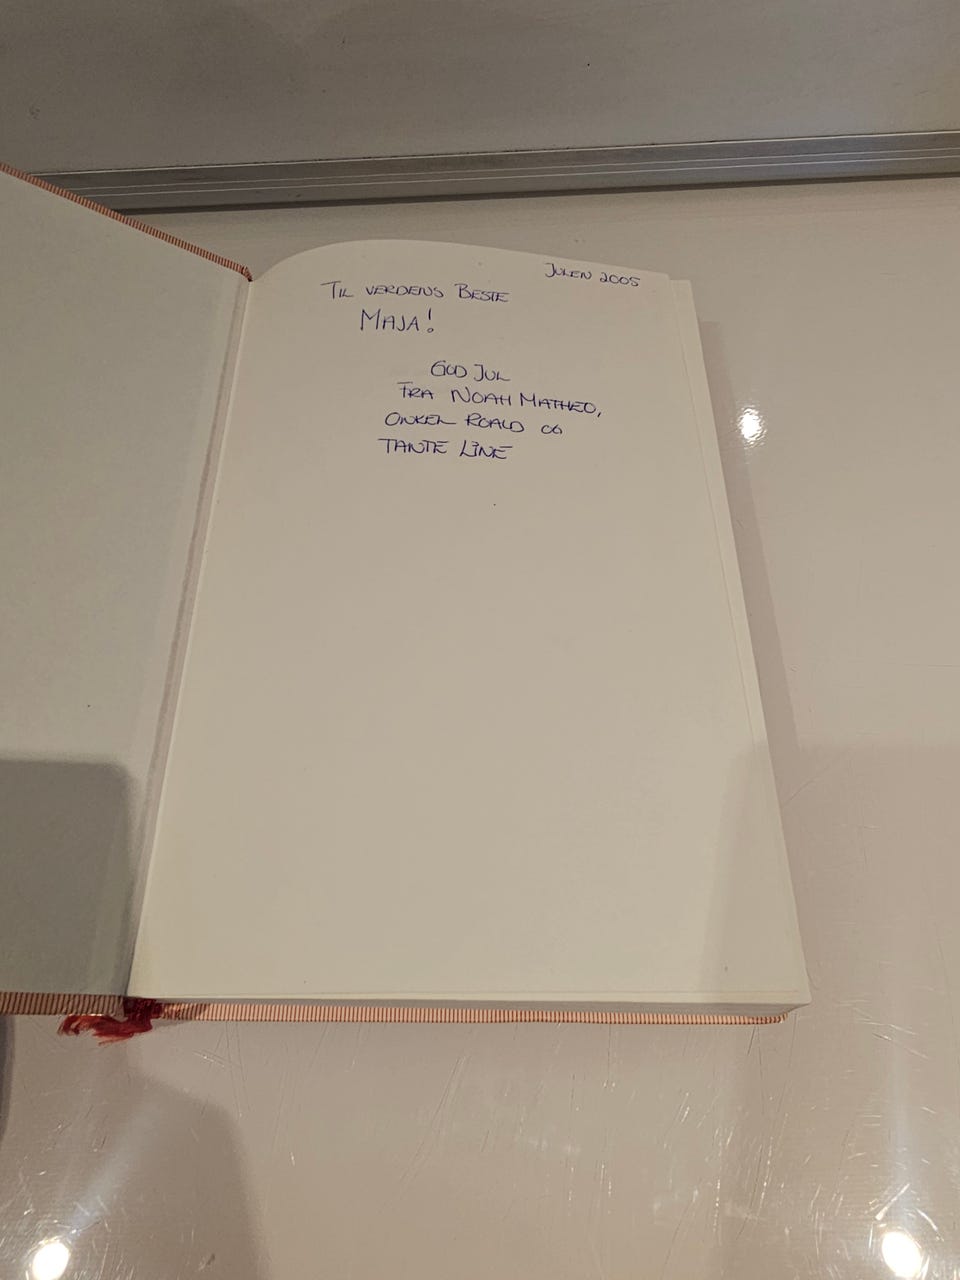 JULEN 2005
TIL VERDENS BESTE
MAJA!
GOD JUL
FRA NOAH MATHEO,
ONKEL ROALD OG
TANTE LINE